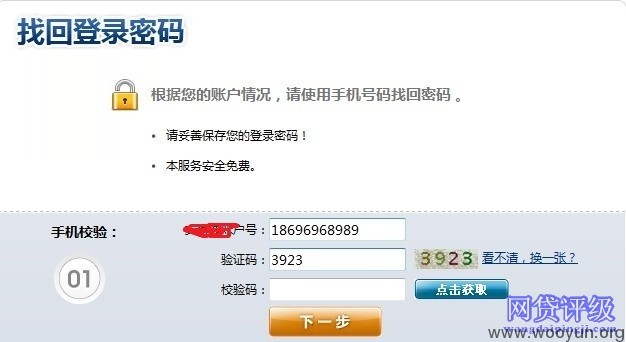 找回登录密码
根据您的账户情况，请使用手机号码找回密码 。
• 请妥善保存您的登录密码！
• 本服务安全免费。
手机校验：
户号：18696968989
01
验证码：3923 3923 看不清，换一张？
校验码： 点击获取
下一步
网贷评级
wangdaipingji.com
www.wooyun.org